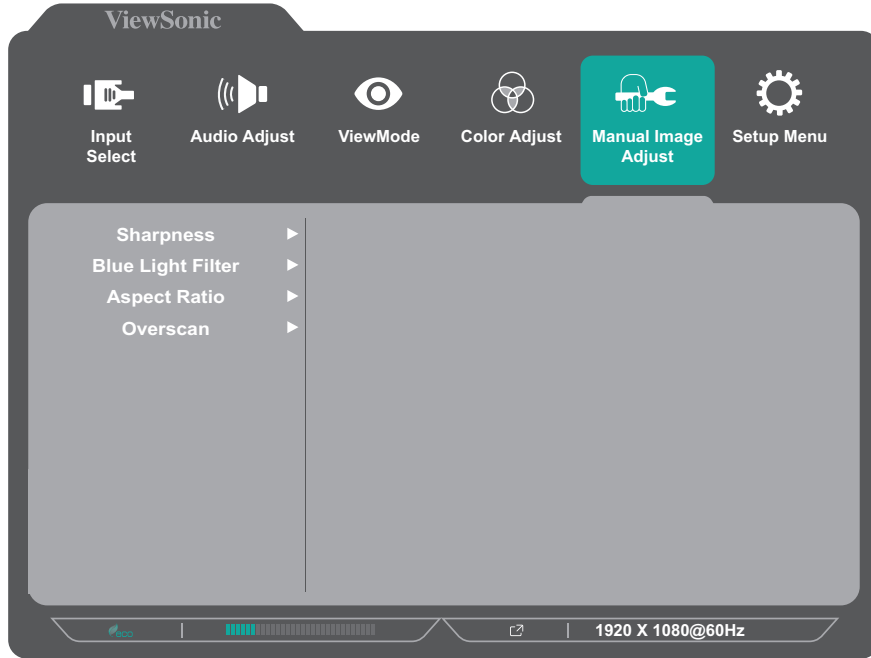 ViewSonic
Input
Select
Audio Adjust
ViewMode
Color Adjust
Manual Image
Adjust
Setup Menu
Sharpness
Blue Light Filter
Aspect Ratio
Overscan
eco
1920 X 1080@60Hz